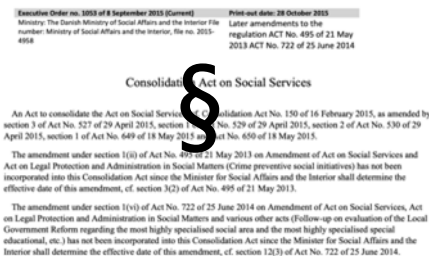 Executive Order no. 1053 of 8 September 2015 (Current)
Ministry: The Danish Ministry of Social Affairs and the Interior File
number: Ministry of Social Affairs and the Interior, file no. 2015-
4958
Print-out date: 28 October 2015
Later amendments to the
regulation ACT No. 495 of 21 May
2013 ACT No. 722 of 25 June 2014
Consolidation Act on Social Services
§
An Act to consolidate the Act on Social Services, cf. Consolidation Act No. 150 of 16 February 2015, as amended by
section 3 of Act No. 527 of 29 April 2015, section 1 of Act No. 529 of 29 April 2015, section 2 of Act No. 530 of 29
April 2015, section 1 of Act No. 649 of 18 May 2015 and Act No. 650 of 18 May 2015.
The amendment under section 1(ii) of Act No. 495 of 21 May 2013 on Amendment of Act on Social Services and
Act on Legal Protection and Administration in Social Matters (Crime preventive social initiatives) has not been
incorporated into this Consolidation Act since the Minister for Social Affairs and the Interior shall determine the
effective date of this amendment, cf. section 3(2) of Act No. 495 of 21 May 2013.
The amendment under section 1(vi) of Act No. 722 of 25 June 2014 on Amendment of Act on Social Services, Act
on Legal Protection and Administration in Social Matters and various other acts (Follow-up on evaluation of the Local
Government Reform regarding the most highly specialised social area and the most highly specialised special
educational, etc.) has not been incorporated into this Consolidation Act since the Minister for Social Affairs and the
Interior shall determine the effective date of this amendment, cf. section 12(3) of Act No. 722 of 25 June 2014.